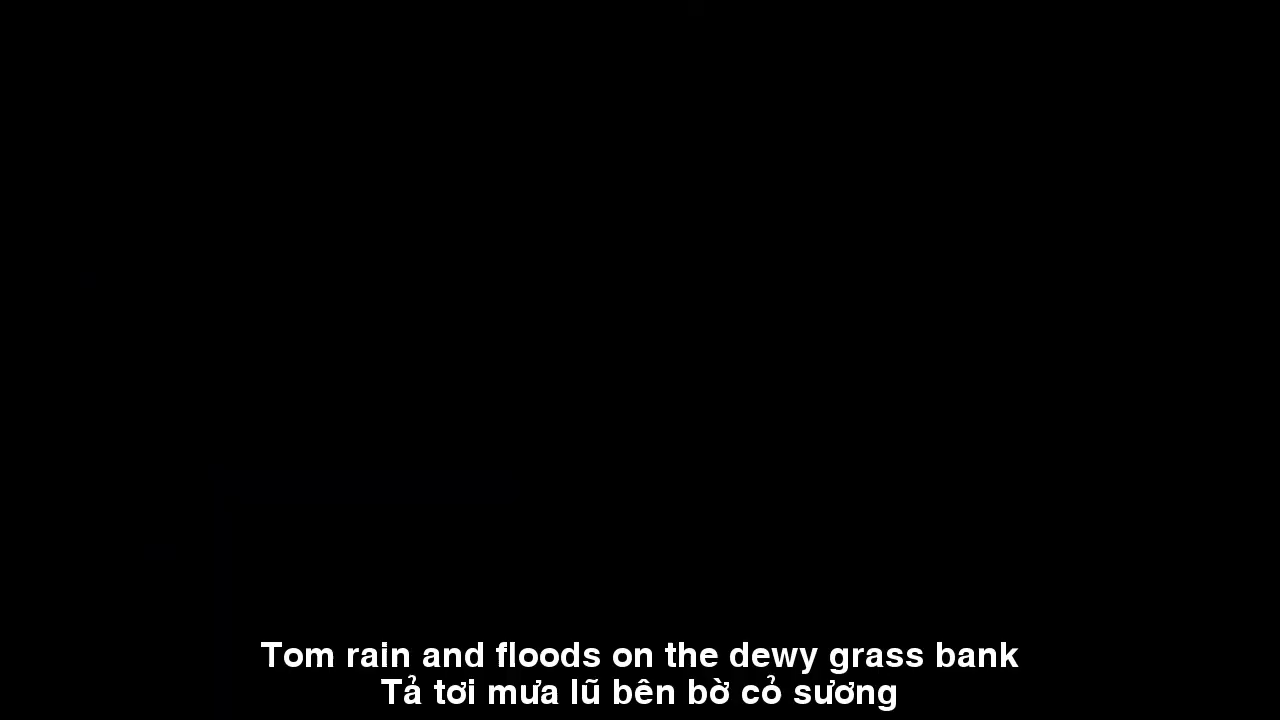 Tom rain and floods on the dewy grass bank
Tả tơi mưa lũ bên bờ cỏ sương